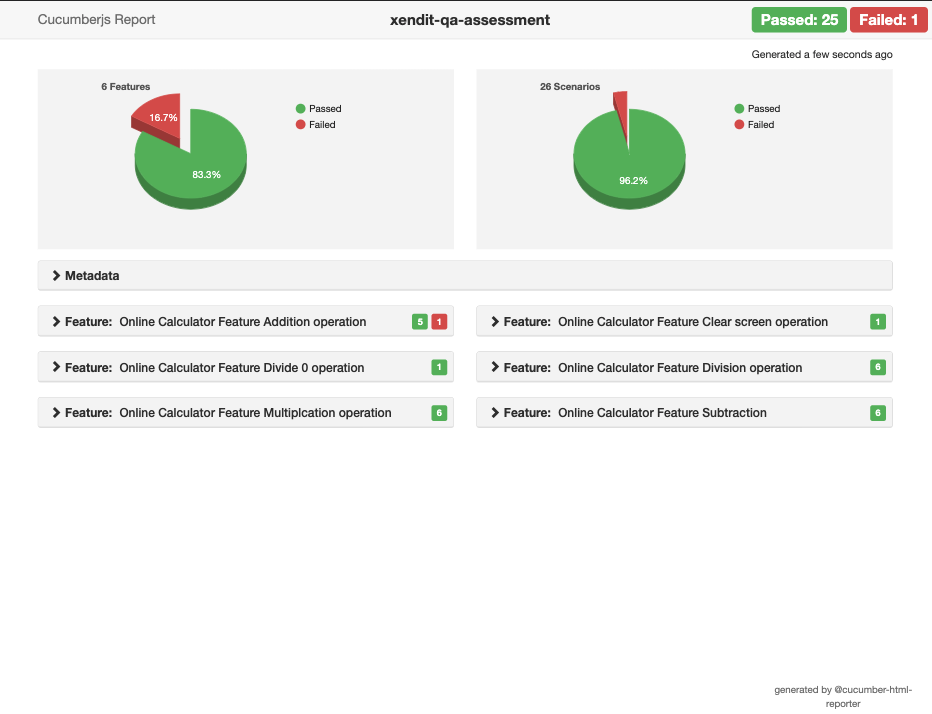 Cucumberjs Report
xendit-qa-assessment
Passed: 25
Failed: 1
Generated a few seconds ago
6 Features
16.7%
83.3%
Passed
Failed
26 Scenarios
96.2%
Passed
Failed
Metadata
Feature: Online Calculator Feature Addition operation 5 1
Feature: Online Calculator Feature Clear screen operation 1
Feature: Online Calculator Feature Divide 0 operation 1
Feature: Online Calculator Feature Division operation 6
Feature: Online Calculator Feature Multiplcation operation 6
Feature: Online Calculator Feature Subtraction 6
generated by @cucumber-html-
reporter